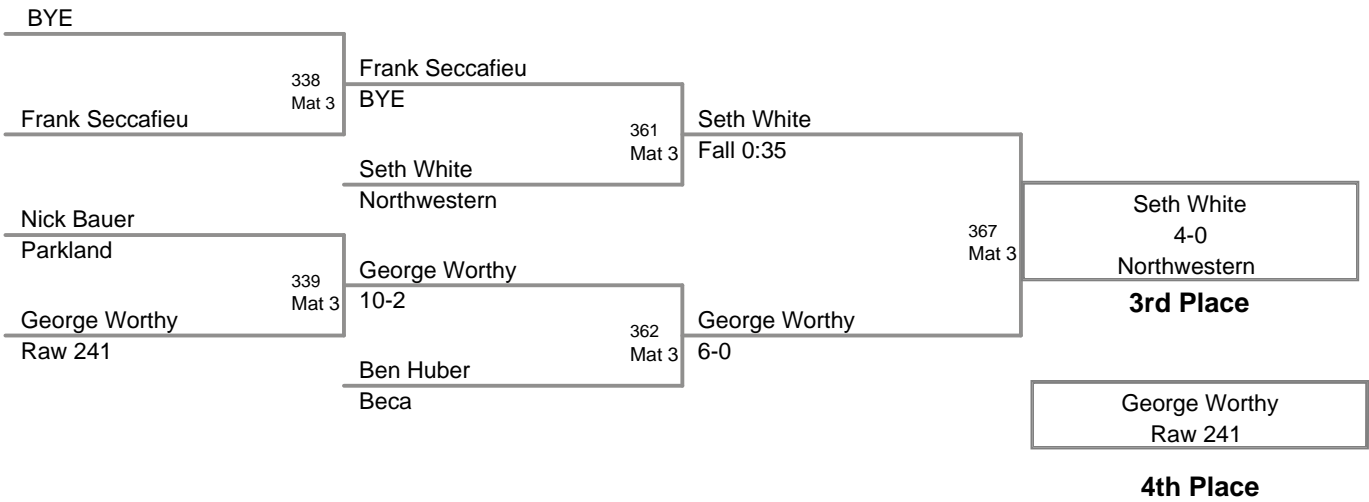 BYE
338
Mat 3
Frank Seccafieu
Frank Seccafieu
BYE
361
Mat 3
Seth White
Northwestern
Seth White
Fall 0:35
Nick Bauer
Parkland
339
Mat 3
George Worthy
Raw 241
George Worthy
10-2
362
Mat 3
Ben Huber
Beca
George Worthy
6-0
367
Mat 3
Seth White
4-0
Northwestern
3rd Place
George Worthy
Raw 241
4th Place